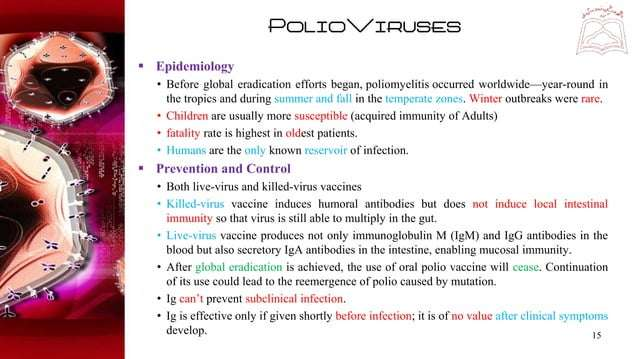 PolioViruses
▪ Epidemiology
• Before global eradication efforts began, poliomyelitis occurred worldwide—year-round in
the tropics and during summer and fall in the temperate zones. Winter outbreaks were rare.
• Children are usually more susceptible (acquired immunity of Adults)
• fatality rate is highest in oldest patients.
• Humans are the only known reservoir of infection.
▪ Prevention and Control
• Both live-virus and killed-virus vaccines
• Killed-virus vaccine induces humoral antibodies but does not induce local intestinal
immunity so that virus is still able to multiply in the gut.
• Live-virus vaccine produces not only immunoglobulin M (IgM) and IgG antibodies in the
blood but also secretory IgA antibodies in the intestine, enabling mucosal immunity.
• After global eradication is achieved, the use of oral polio vaccine will cease. Continuation
of its use could lead to the reemergence of polio caused by mutation.
• Ig can’t prevent subclinical infection.
• Ig is effective only if given shortly before infection; it is of no value after clinical symptoms
develop.
15